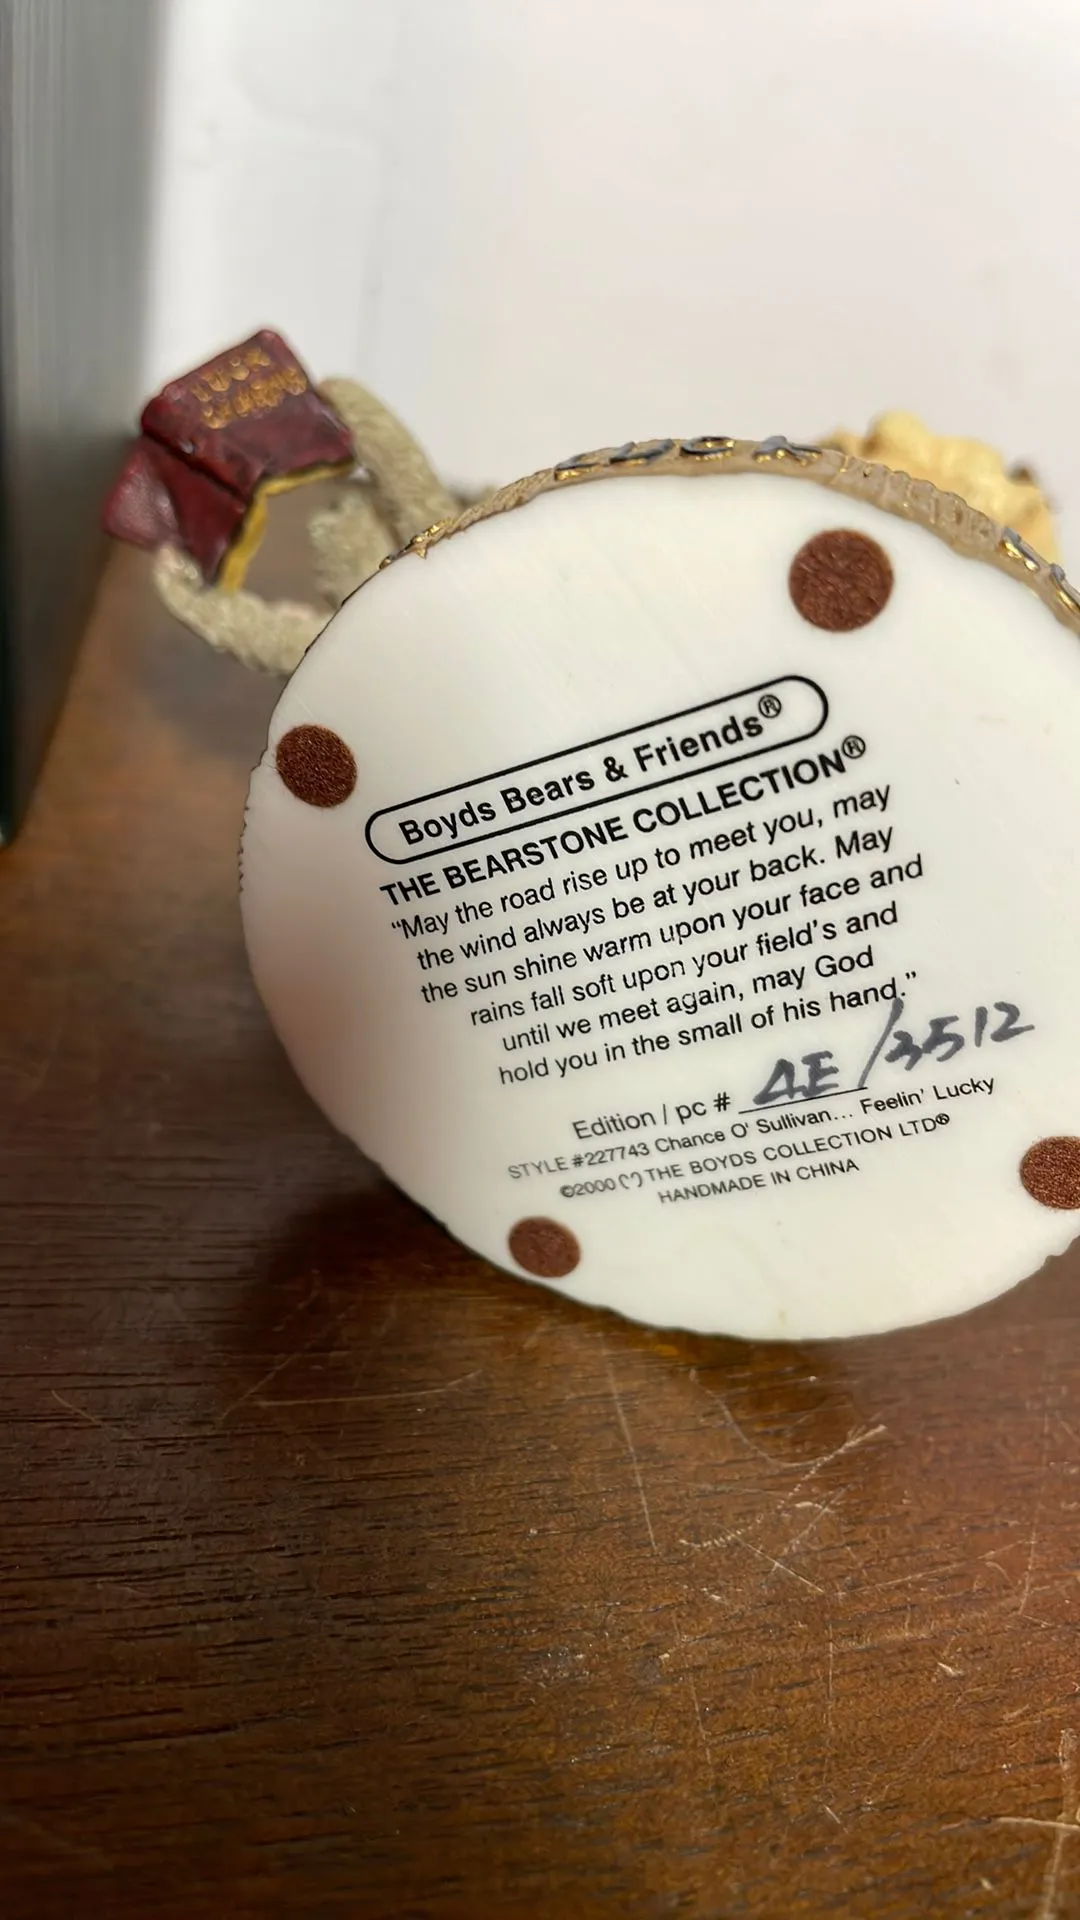 Boyds Bears & Friends®
THE BEARSTONE COLLECTION®
“May the road rise up to meet you, may
the wind always be at your back. May
the sun shine warm upon your face and
rains fall soft upon your field's and
until we meet again, may God
hold you in the small of his hand.”
Edition / pc # 4E /3512
STYLE #227743 Chance O' Sullivan... Feelin' Lucky
©2000 (") THE BOYDS COLLECTION LTD®
HANDMADE IN CHINA